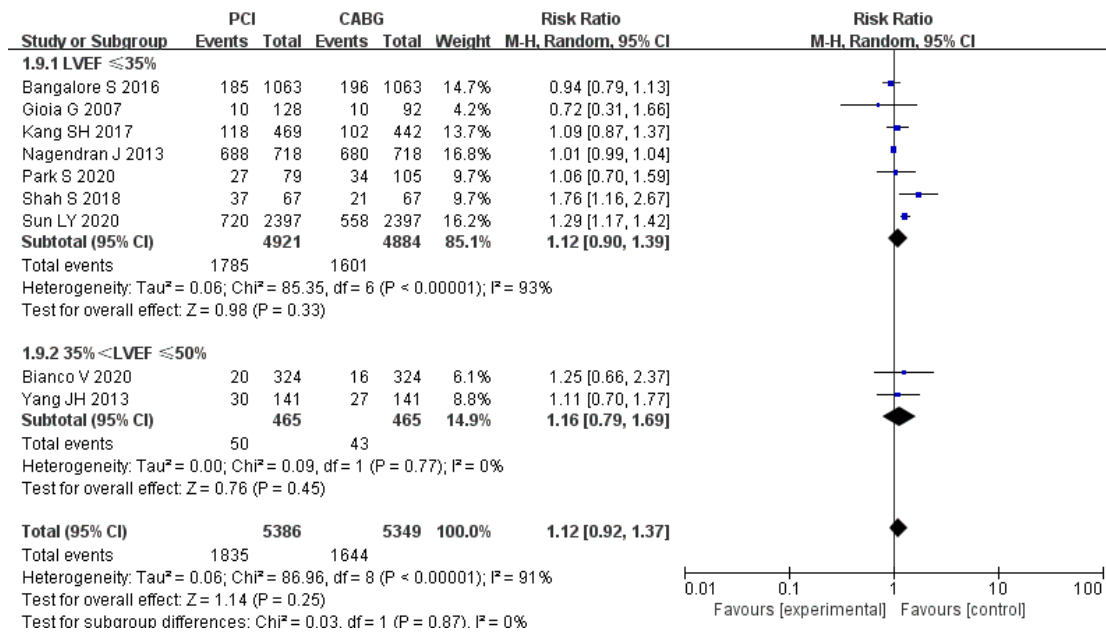 PCI CABG Risk Ratio Risk Ratio
Study or Subgroup Events Total Events Total Weight M-H, Random, 95% CI M-H, Random, 95% CI
1.9.1 LVEF ≤35%
Bangalore S 2016 185 1063 196 1063 14.7% 0.94 [0.79, 1.13]
Gioia G 2007 10 128 10 92 4.2% 0.72 [0.31, 1.66]
Kang SH 2017 118 469 102 442 13.7% 1.09 [0.87, 1.37]
Nagendran J 2013 688 718 680 718 16.8% 1.01 [0.99, 1.04]
Park S 2020 27 79 34 105 9.7% 1.06 [0.70, 1.59]
Shah S 2018 37 67 21 67 9.7% 1.76 [1.16, 2.67]
Sun LY 2020 720 2397 558 2397 16.2% 1.29 [1.17, 1.42]
Subtotal (95% CI) 4921 4884 85.1% 1.12 [0.90, 1.39]
Total events 1785 1601
Heterogeneity: Tau² = 0.06; Chi² = 85.35, df = 6 (P < 0.00001); I² = 93%
Test for overall effect: Z = 0.98 (P = 0.33)
1.9.2 35%<LVEF ≤50%
Bianco V 2020 20 324 16 324 6.1% 1.25 [0.66, 2.37]
Yang JH 2013 30 141 27 141 8.8% 1.11 [0.70, 1.77]
Subtotal (95% CI) 465 465 14.9% 1.16 [0.79, 1.69]
Total events 50 43
Heterogeneity: Tau² = 0.00; Chi² = 0.09, df = 1 (P = 0.77); I² = 0%
Test for overall effect: Z = 0.76 (P = 0.45)
Total (95% CI) 5386 5349 100.0% 1.12 [0.92, 1.37]
Total events 1835 1644
Heterogeneity: Tau² = 0.06; Chi² = 86.96, df = 8 (P < 0.00001); I² = 91%
Test for overall effect: Z = 1.14 (P = 0.25)
Test for subgroup differences: Chi² = 0.03, df = 1 (P = 0.87), I² = 0%
0.01 0.1 1 10 100
Favours [experimental] Favours [control]